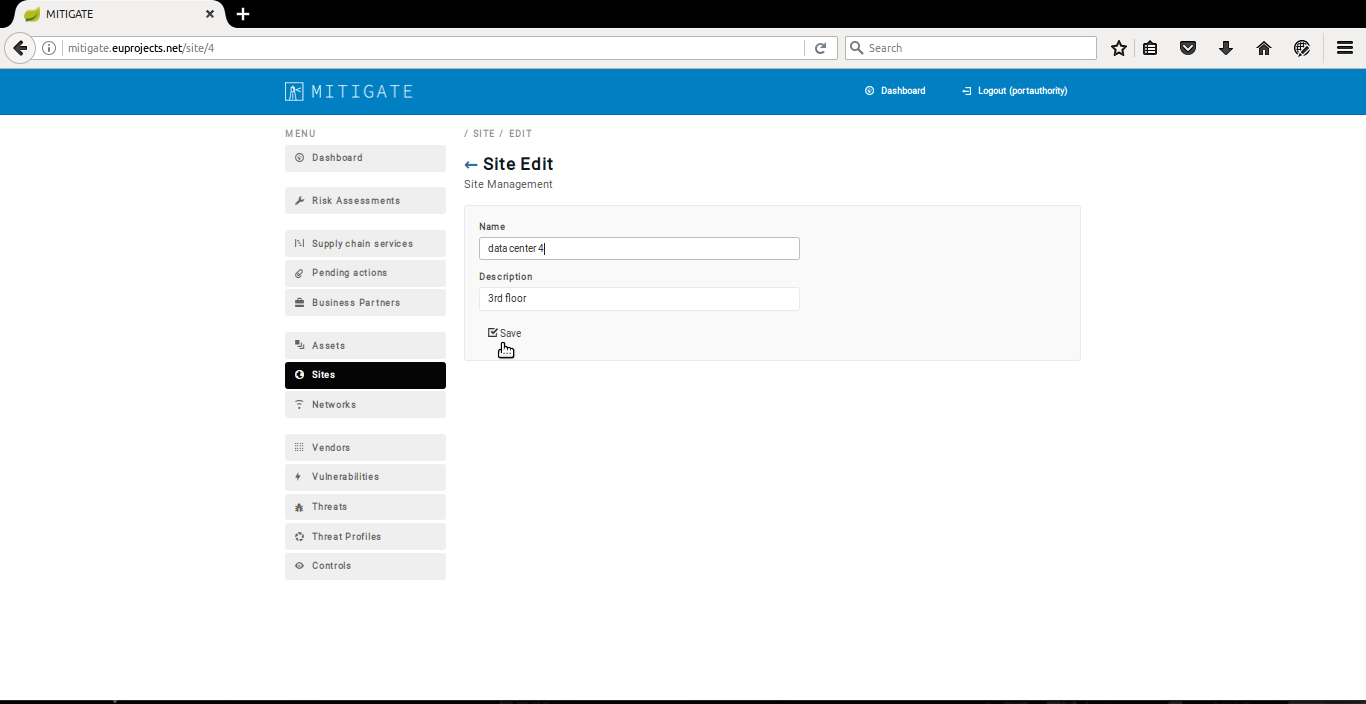 MITIGATE
mitigate.euprojects.net/site/4
Search
MITIGATE
Dashboard
Logout (portauthority)
MENU
Dashboard
Risk Assessments
Supply chain services
Pending actions
Business Partners
Assets
Sites
Networks
Vendors
Vulnerabilities
Threats
Threat Profiles
Controls
/ SITE / EDIT
← Site Edit
Site Management
Name
data center 4
Description
3rd floor
Save